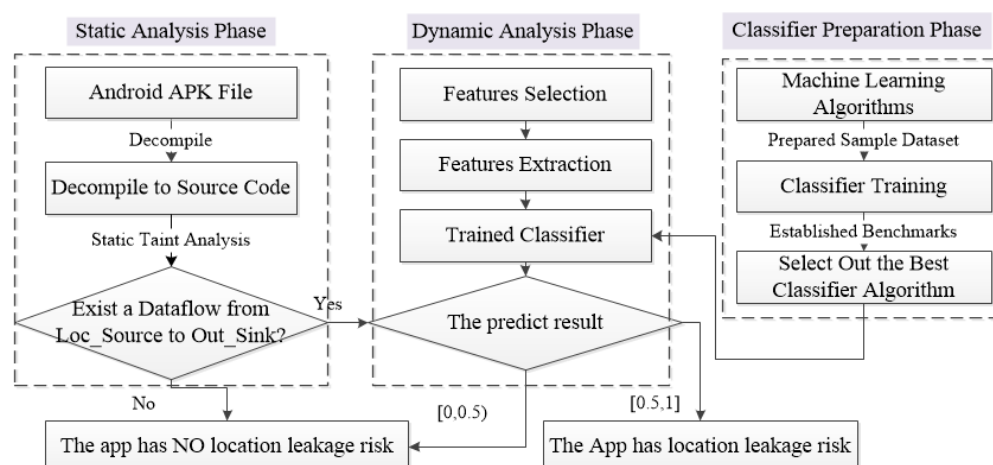 Static Analysis Phase
Android APK File
Decompile
Decompile to Source Code
Static Taint Analysis
Exist a Dataflow from
Loc_Source to Out_Sink?
Yes
No
Dynamic Analysis Phase
Features Selection
Features Extraction
Trained Classifier
The predict result
[0,0.5)
[0.5,1]
Classifier Preparation Phase
Machine Learning
Algorithms
Prepared Sample Dataset
Classifier Training
Established Benchmarks
Select Out the Best
Classifier Algorithm
The app has NO location leakage risk
The App has location leakage risk